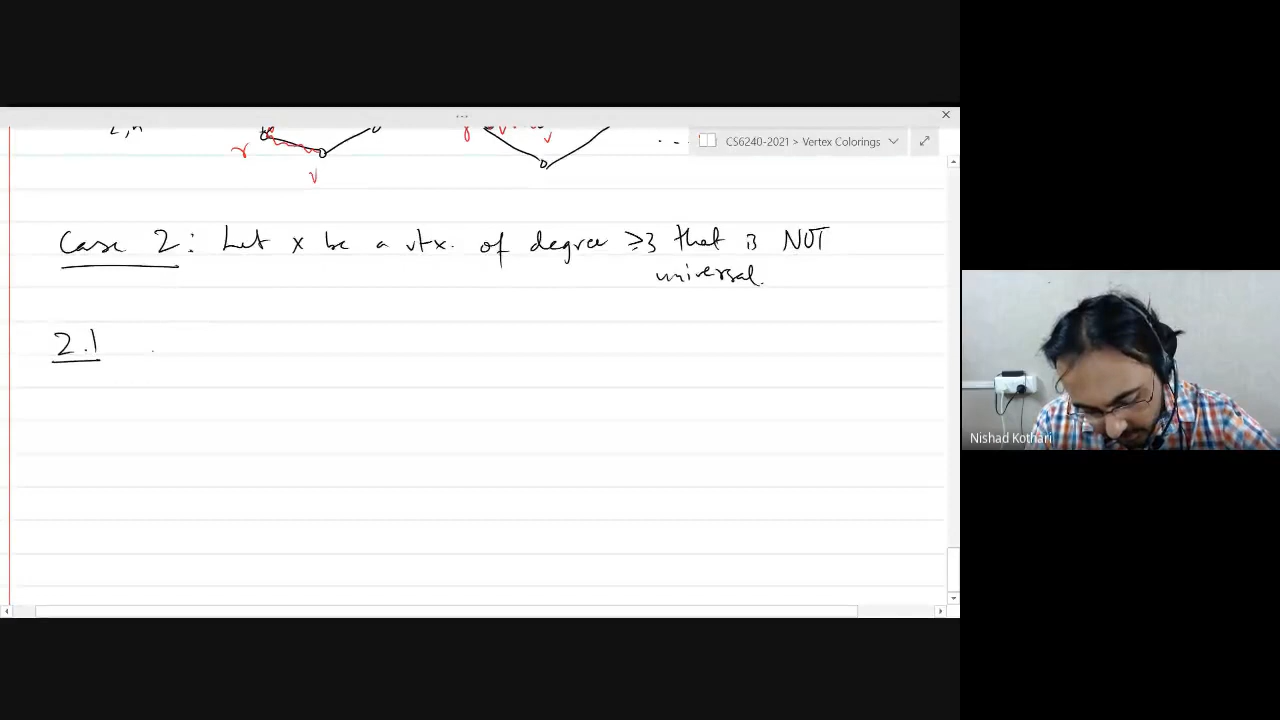 2,n
r
v
r v
v
...
CS6240-2021 > Vertex Colorings
Case 2: Let x be a vtx. of degree ≥3 that is NOT
universal.
2.1
Nishad Kothari